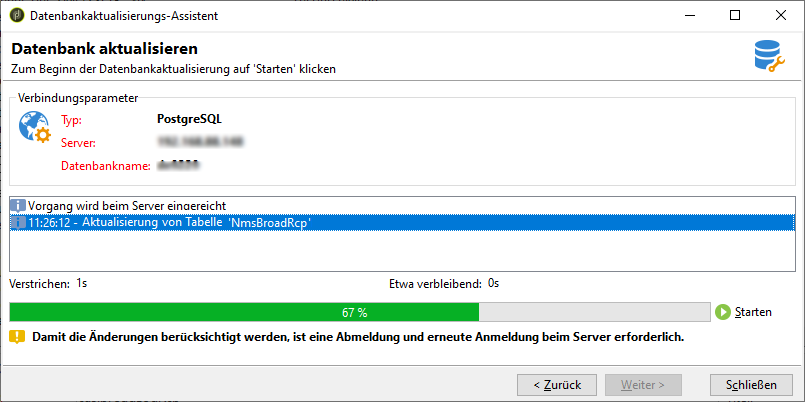 Datenbankaktualisierungs-Assistent
Datenbank aktualisieren
Zum Beginn der Datenbankaktualisierung auf 'Starten' klicken
Verbindungsparameter
Typ: PostgreSQL
Server:
Datenbankname:
Vorgang wird beim Server eingereicht
11:26:12 - Aktualisierung von Tabelle 'NmsBroadRcp'
Verstrichen: 1s Etwa verbleibend: 0s
67 % Starten
Damit die Änderungen berücksichtigt werden, ist eine Abmeldung und erneute Anmeldung beim Server erforderlich.
< Zurück Weiter > Schließen